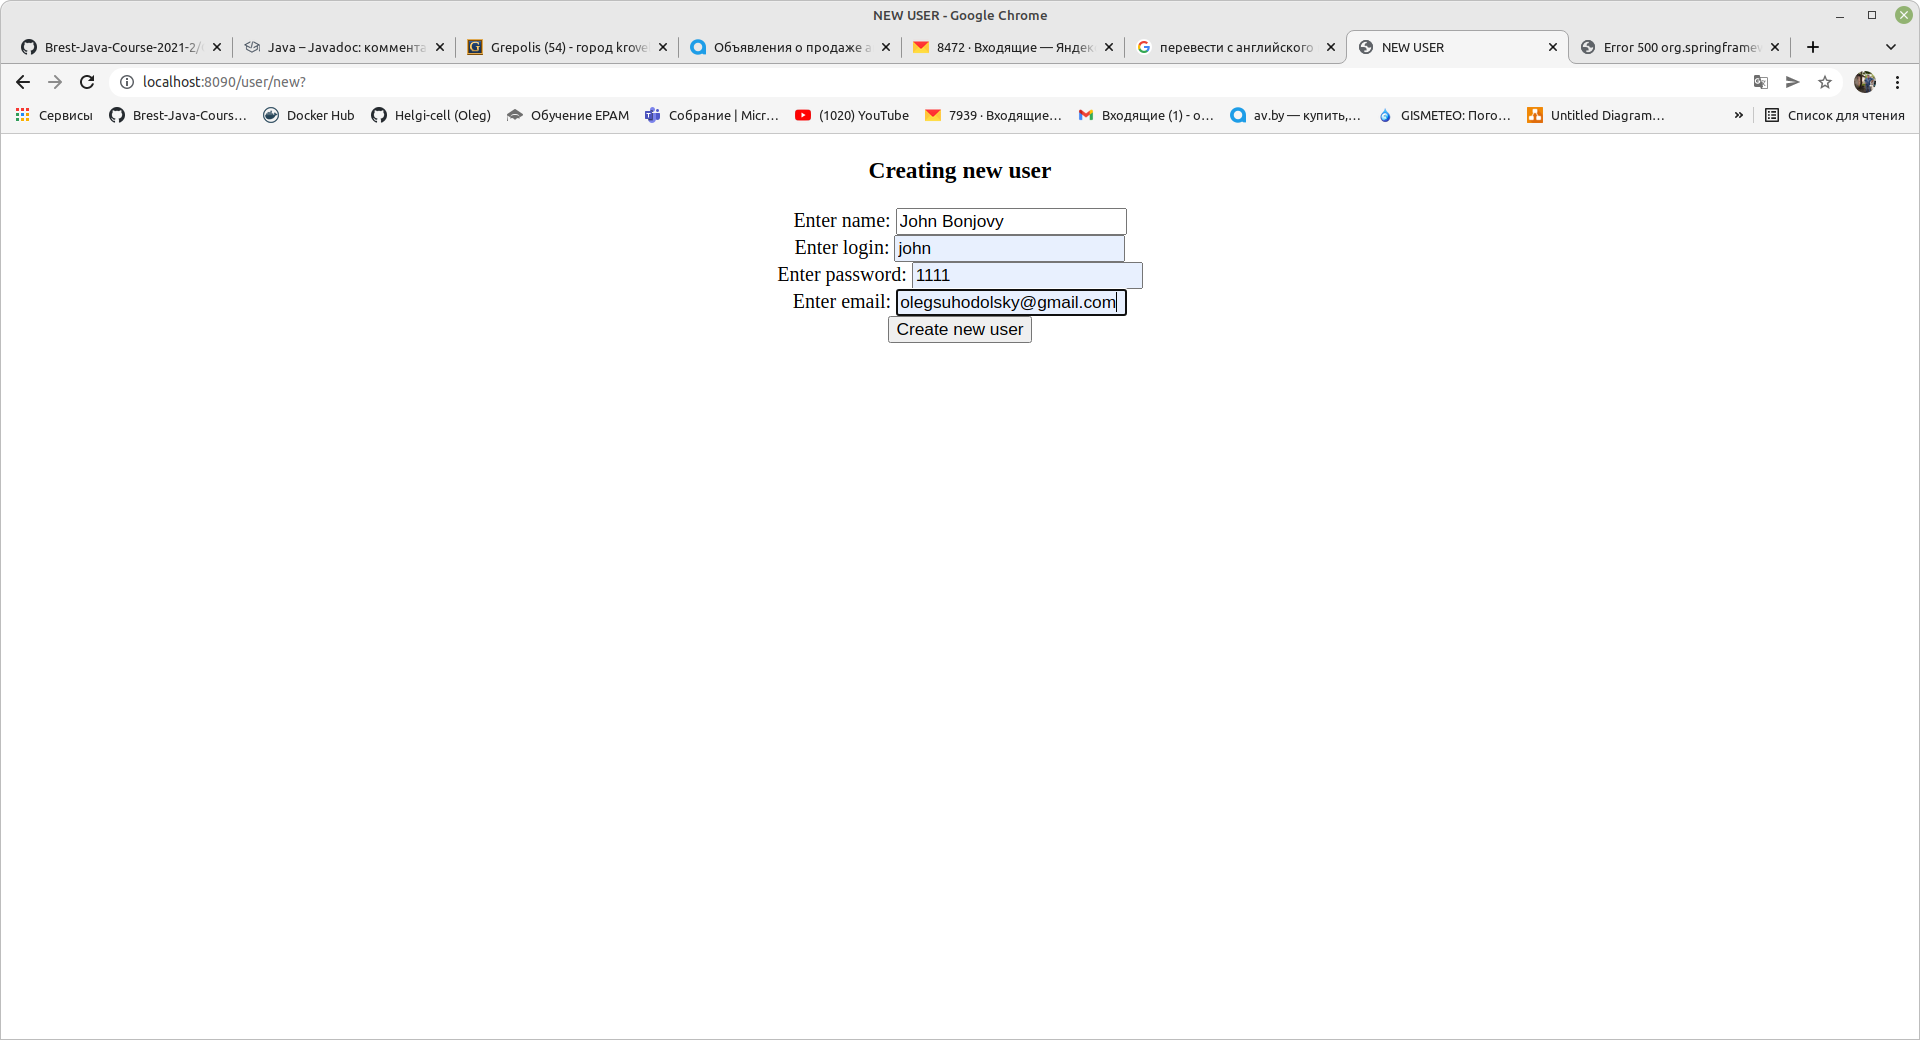 NEW USER - Google Chrome
Brest-Java-Course-2021-2/
Java – Javadoc: коммента
Grepolis (54) - город krove
Объявления о продаже а
8472 · Входящие — Яндек
перевести с английского
NEW USER
Error 500 org.springframew
localhost:8090/user/new?
Сервисы
Brest-Java-Cours…
Docker Hub
Helgi-cell (Oleg)
Обучение EPAM
Собрание | Micr…
(1020) YouTube
7939 · Входящие…
Входящие (1) - o…
av.by — купить,…
GISMETEO: Пого…
Untitled Diagram…
»
Список для чтения
Creating new user
Enter name: John Bonjovy
Enter login: john
Enter password: 1111
Enter email: olegsuhodolsky@gmail.com
Create new user